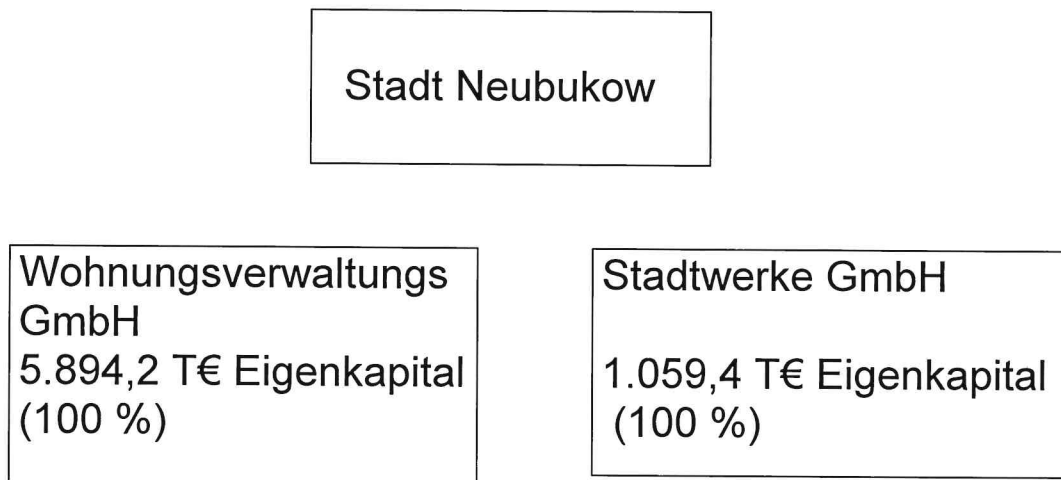 Stadt Neubukow
Wohnungsverwaltungs
GmbH
5.894,2 T€ Eigenkapital
(100 %)
Stadtwerke GmbH
1.059,4 T€ Eigenkapital
(100 %)